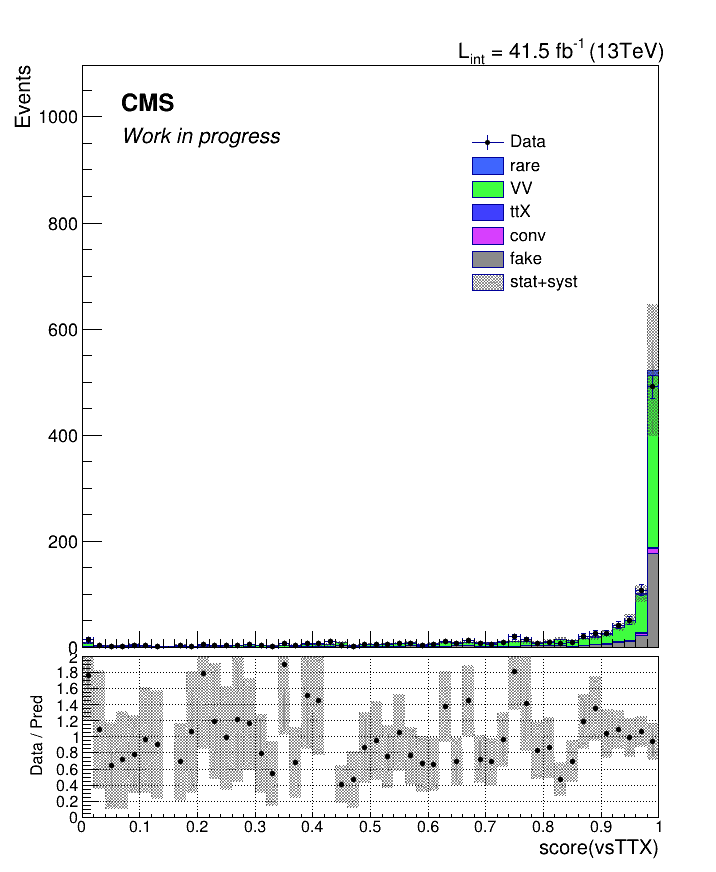 L_int = 41.5 fb^-1 (13TeV)
Events
CMS
Work in progress
1000
800
600
400
200
0
Data
rare
VV
ttX
conv
fake
stat+syst
Data / Pred
2
1.8
1.6
1.4
1.2
1
0.8
0.6
0.4
0.2
0
0 0.1 0.2 0.3 0.4 0.5 0.6 0.7 0.8 0.9 1
score(vsTTX)